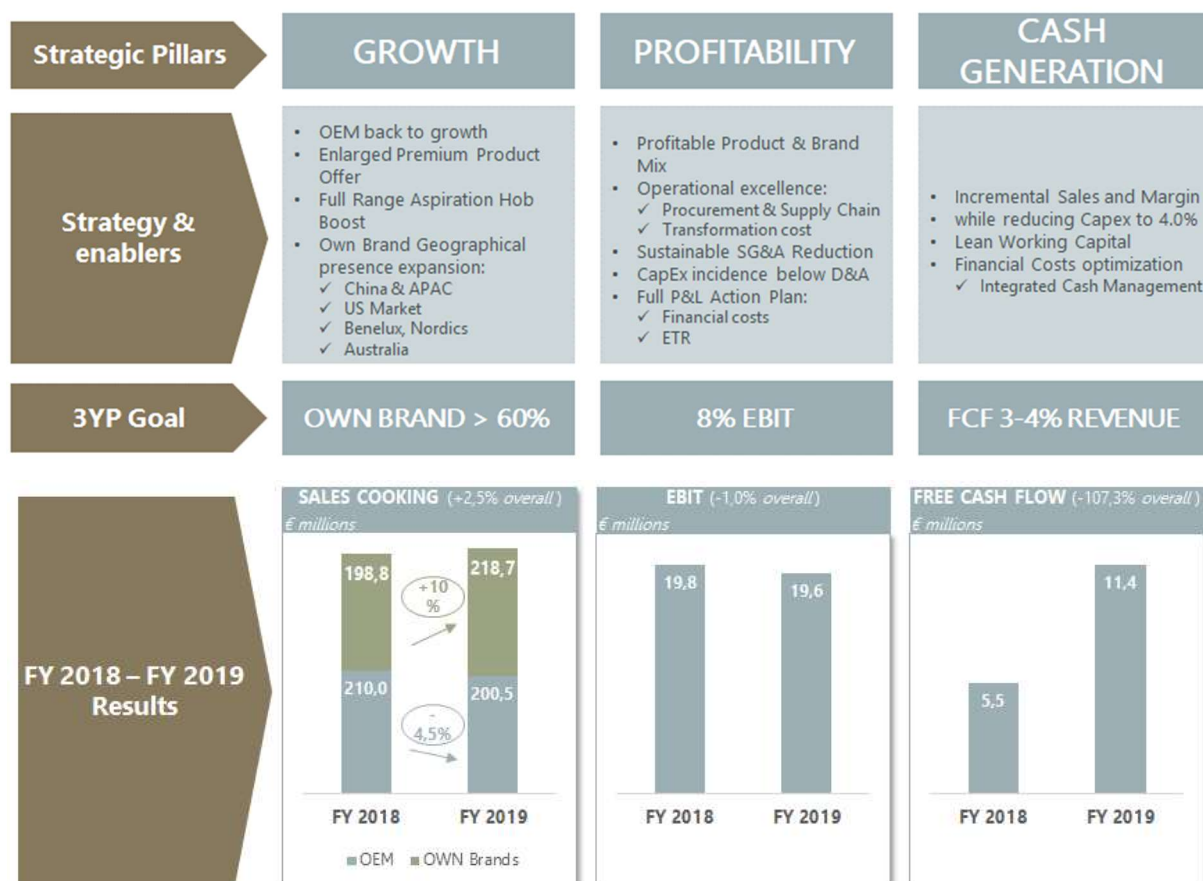 Strategic Pillars
GROWTH
PROFITABILITY
CASH
GENERATION
Strategy &
enablers
• OEM back to growth
• Enlarged Premium Product
Offer
• Full Range Aspiration Hob
Boost
• Own Brand Geographical
presence expansion:
✓ China & APAC
✓ US Market
✓ Benelux, Nordics
✓ Australia
• Profitable Product & Brand
Mix
• Operational excellence:
✓ Procurement & Supply Chain
✓ Transformation cost
• Sustainable SG&A Reduction
• CapEx incidence below D&A
• Full P&L Action Plan:
✓ Financial costs
✓ ETR
• Incremental Sales and Margin
• while reducing Capex to 4.0%
• Lean Working Capital
• Financial Costs optimization
✓ Integrated Cash Management
3YP Goal
OWN BRAND > 60%
8% EBIT
FCF 3-4% REVENUE
FY 2018 – FY 2019
Results
SALES COOKING (+2,5% overall )
€ millions
198,8
218,7
+10
%
210,0
200,5
-
4,5%
FY 2018
FY 2019
OEM
OWN Brands
EBIT (-1,0% overall )
€ millions
19,8
19,6
FY 2018
FY 2019
FREE CASH FLOW (-107,3% overall )
€ millions
5,5
11,4
FY 2018
FY 2019